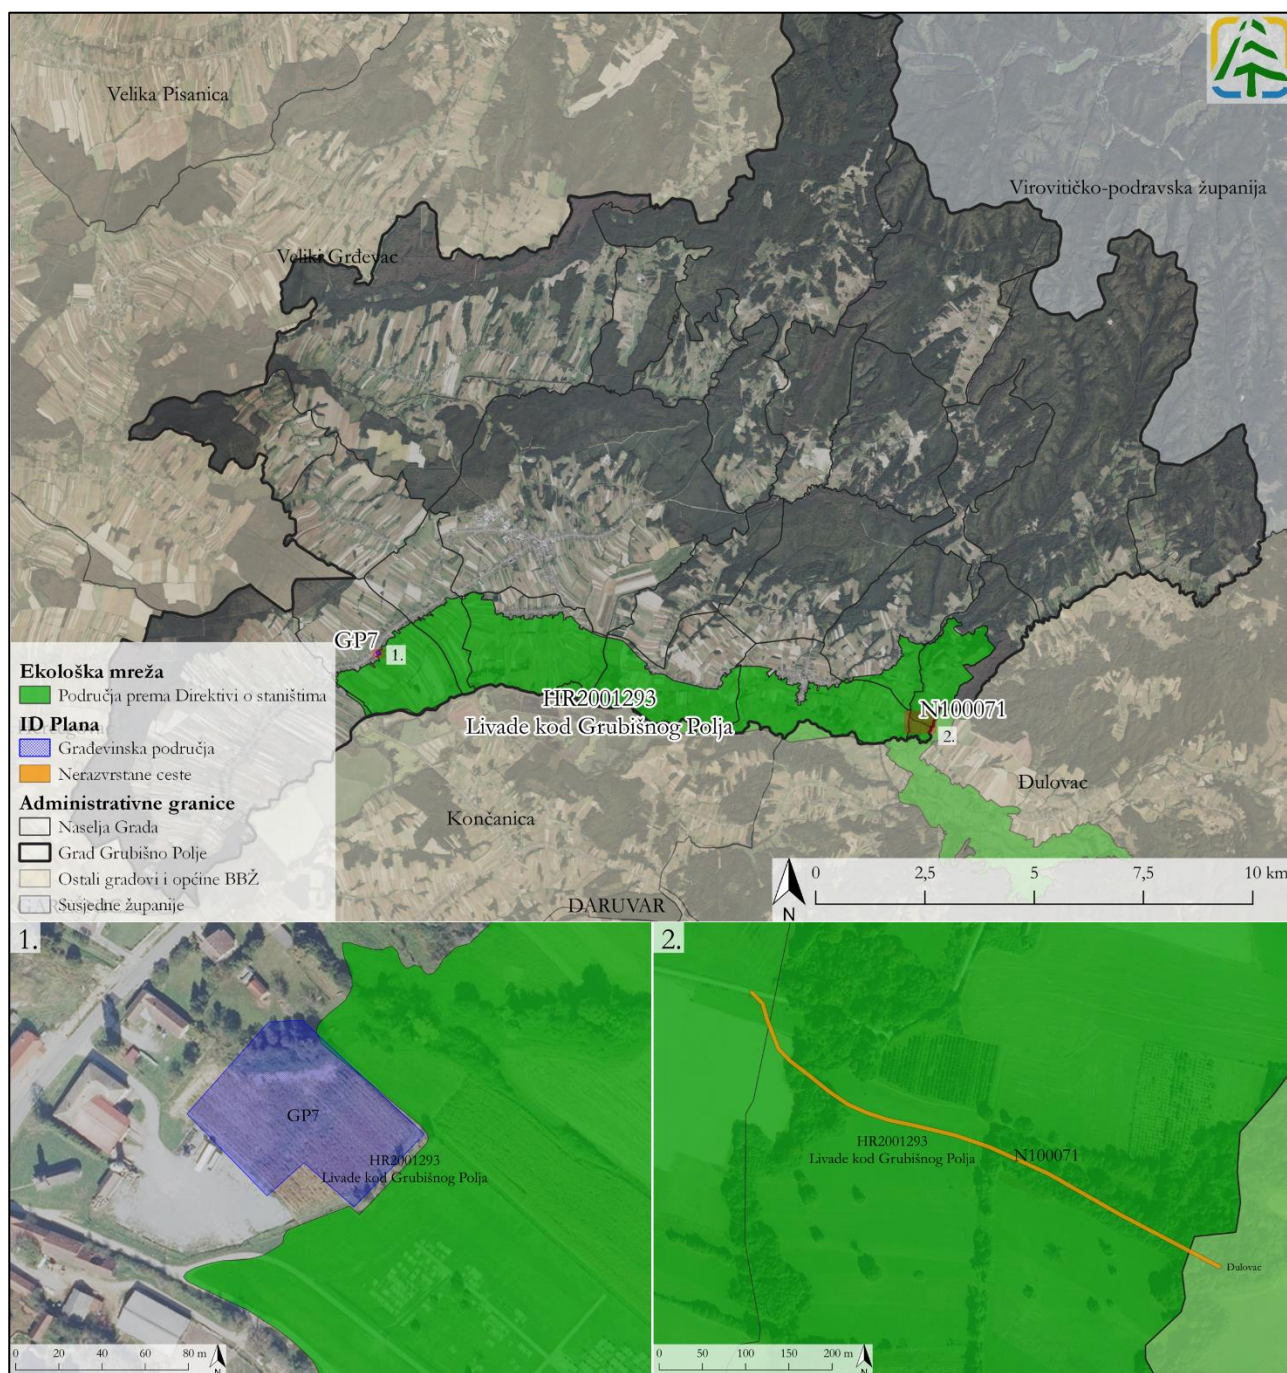 Velika Pisanica
Virovitičko-podravska županija
Veliki Grđevac
GP7
1.
HR2001293
Livade kod Grubišnog Polja
N100071
2.
Đulovac
Končanica
DARUVAR
Ekološka mreža
Područja prema Direktivi o staništima
ID Plana
Građevinska područja
Nerazvrstane ceste
Administrativne granice
Naselja Grada
Grad Grubišno Polje
Ostali gradovi i općine BBŽ
Susjedne županije
0 2,5 5 7,5 10 km
N
1.
GP7
HR2001293
Livade kod Grubišnog Polja
0 20 40 60 80 m
N
2.
HR2001293
Livade kod Grubišnog Polja
N100071
Đulovac
0 50 100 200 m
N